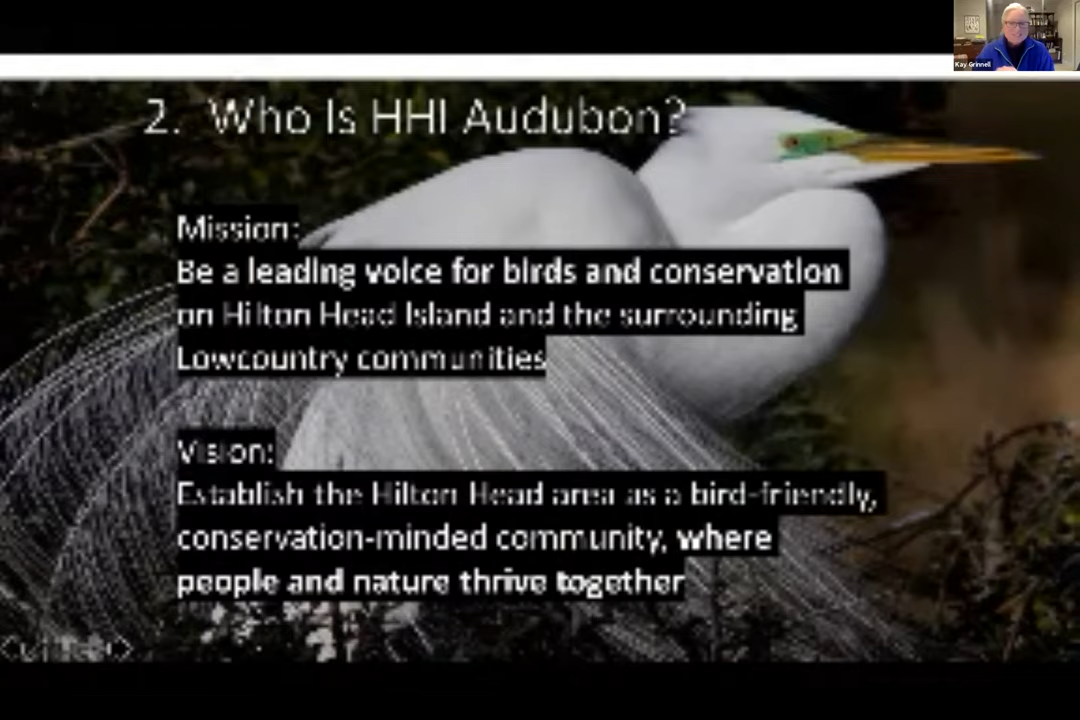 Kay Grinnell
2. Who Is HHI Audubon?
Mission:
Be a leading voice for birds and conservation
on Hilton Head Island and the surrounding
Lowcountry communities
Vision:
Establish the Hilton Head area as a bird-friendly,
conservation-minded community, where
people and nature thrive together